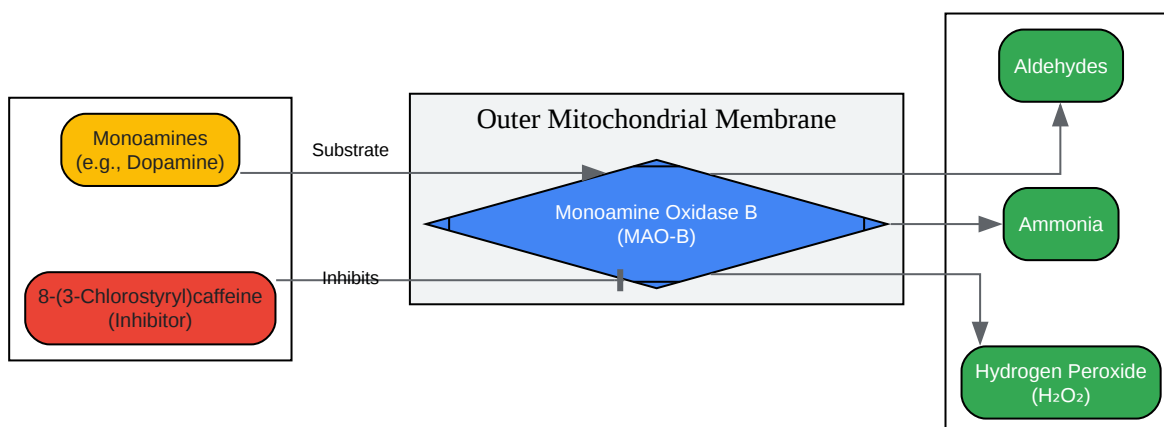 Monoamines
(e.g., Dopamine)
8-(3-Chlorostyryl)caffeine
(Inhibitor)
Substrate
Inhibits
Outer Mitochondrial Membrane
Monoamine Oxidase B
(MAO-B)
Aldehydes
Ammonia
Hydrogen Peroxide
(H₂O₂)